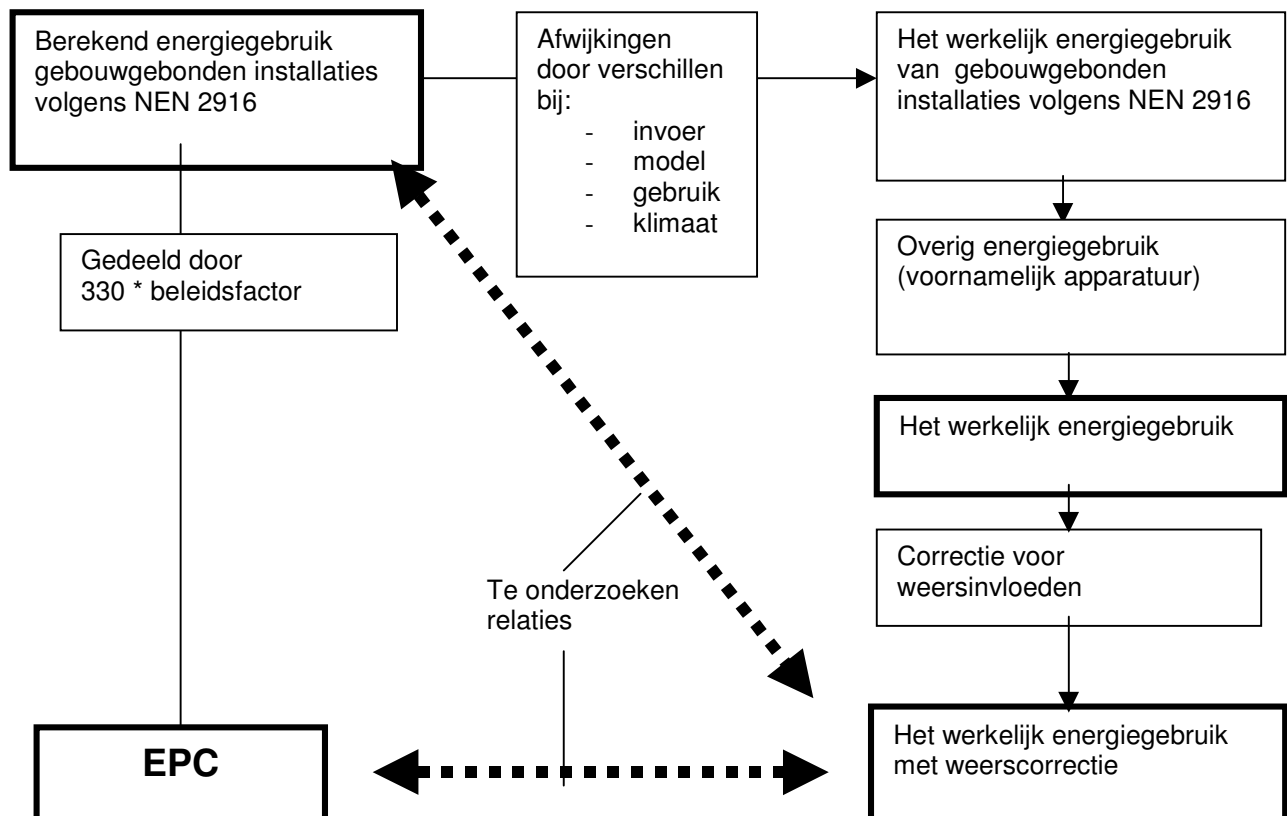 Berekend energiegebruik
gebouwgebonden installaties
volgens NEN 2916
Afwijkingen
door verschillen
bij:
- invoer
- model
- gebruik
- klimaat
Het werkelijk energiegebruik
van gebouwgebonden
installaties volgens NEN 2916
Gedeeld door
330 * beleidsfactor
Overig energiegebruik
(voornamelijk apparatuur)
Het werkelijk energiegebruik
Correctie voor
weersinvloeden
Te onderzoeken
relaties
EPC
Het werkelijk energiegebruik
met weerscorrectie